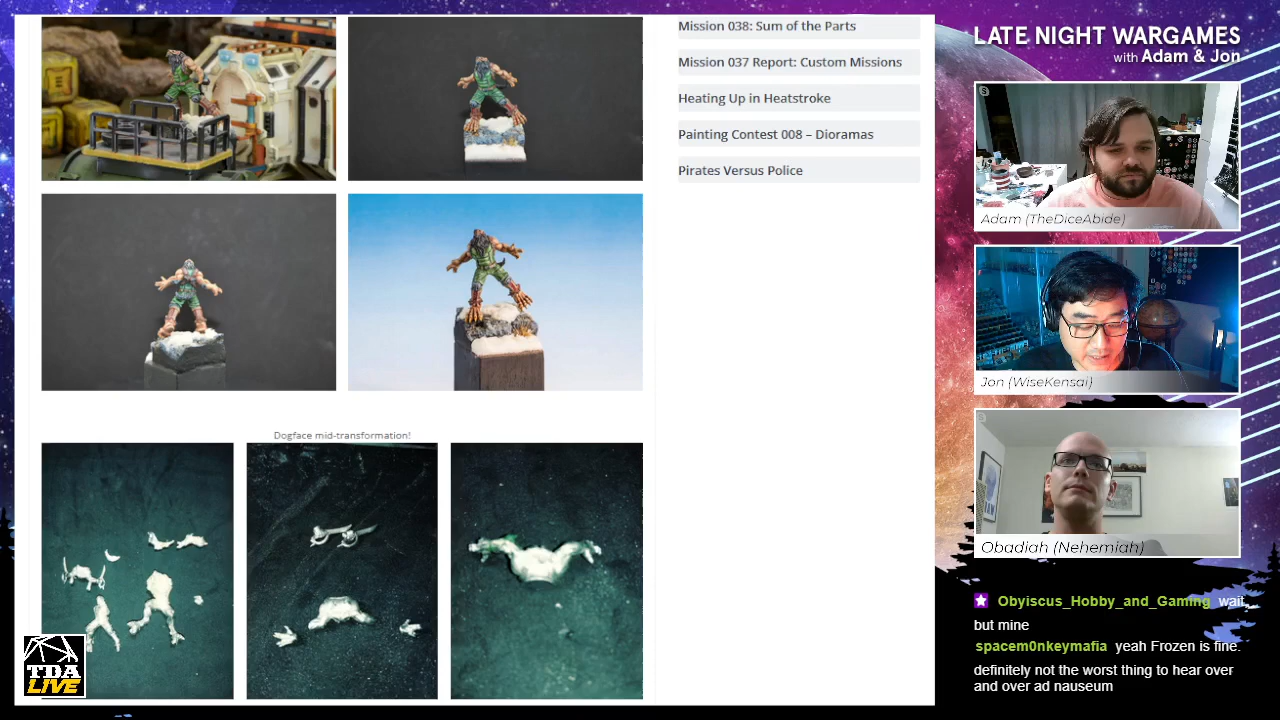 Mission 038: Sum of the Parts
Mission 037 Report: Custom Missions
Heating Up in Heatstroke
Painting Contest 008 – Dioramas
Pirates Versus Police
Dogface mid-transformation!
TDA
LIVE
LATE NIGHT WARGAMES
with Adam & Jon
Adam (TheDiceAbide)
Jon (WiseKensai)
Obadiah (Nehemiah)
Obyiscus_Hobby_and_Gaming wait,
but mine
spacem0nkeymafia yeah Frozen is fine.
definitely not the worst thing to hear over
and over ad nauseum